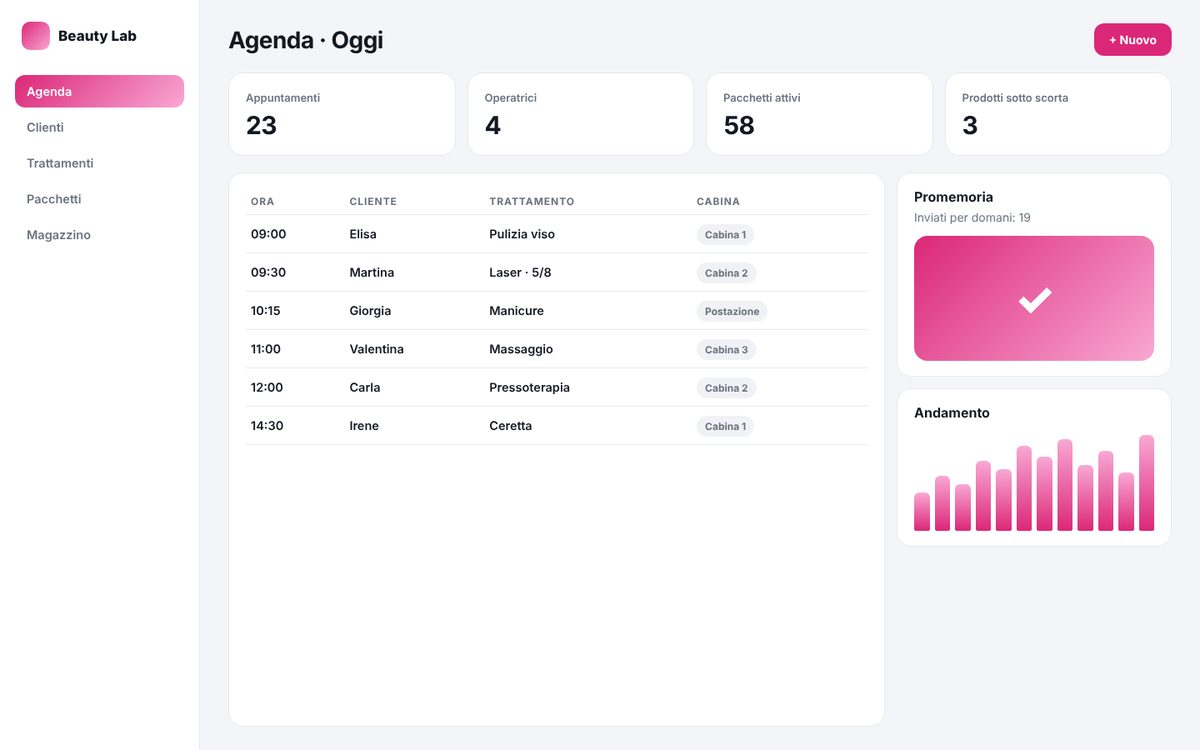 Beauty Lab
Agenda
Clienti
Trattamenti
Pacchetti
Magazzino
Agenda · Oggi
+ Nuovo
Appuntamenti
23
Operatrici
4
Pacchetti attivi
58
Prodotti sotto scorta
3
ORA CLIENTE TRATTAMENTO CABINA
09:00 Elisa Pulizia viso Cabina 1
09:30 Martina Laser · 5/8 Cabina 2
10:15 Giorgia Manicure Postazione
11:00 Valentina Massaggio Cabina 3
12:00 Carla Pressoterapia Cabina 2
14:30 Irene Ceretta Cabina 1
Promemoria
Inviati per domani: 19
Andamento